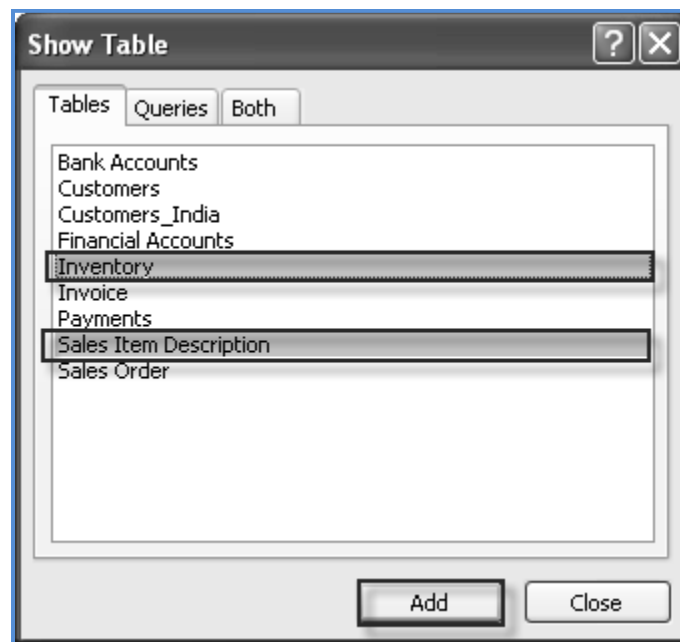 Show Table
Tables Queries Both
Bank Accounts
Customers
Customers_India
Financial Accounts
Inventory
Invoice
Payments
Sales Item Description
Sales Order
Add Close